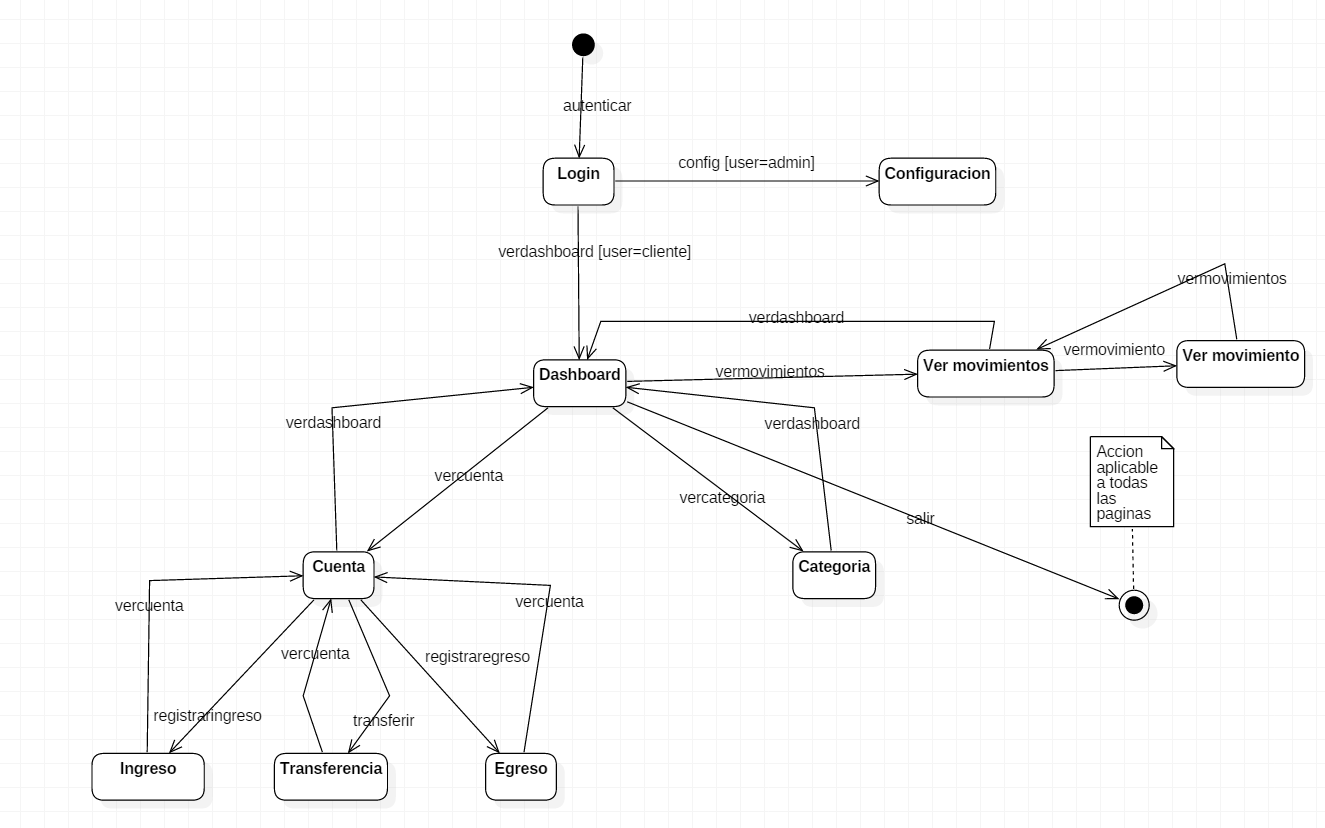 autenticar
config [user=admin]
Login
Configuracion
verdashboard [user=cliente]
vermovimientos
verdashboard
vermovimiento
Ver movimiento
Ver movimientos
vermovimientos
Dashboard
verdashboard
verdashboard
Accion
aplicable
a todas
las
paginas
vercuenta
vercategoria
salir
Cuenta
Categoria
vercuenta
vercuenta
vercuenta
registraregreso
registraringreso
transferir
Ingreso
Transferencia
Egreso